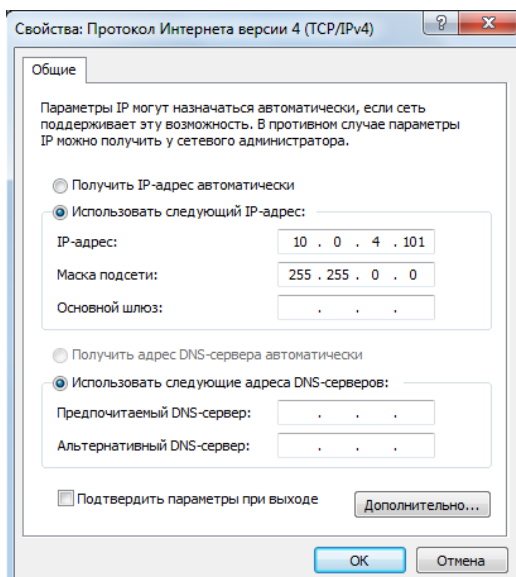 Свойства: Протокол Интернета версии 4 (TCP/IPv4)
Общие
Параметры IP могут назначаться автоматически, если сеть
поддерживает эту возможность. В противном случае параметры
IP можно получить у сетевого администратора.
Получить IP-адрес автоматически
Использовать следующий IP-адрес:
IP-адрес: 10 . 0 . 4 . 101
Маска подсети: 255 . 255 . 0 . 0
Основной шлюз: . . .
Получить адрес DNS-сервера автоматически
Использовать следующие адреса DNS-серверов:
Предпочитаемый DNS-сервер: . . .
Альтернативный DNS-сервер: . . .
Подтвердить параметры при выходе
Дополнительно...
ОК Отмена